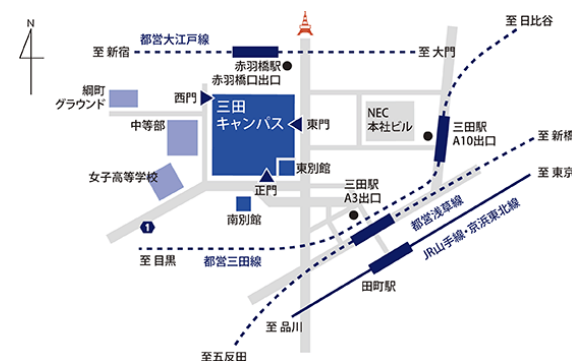 N
至 日比谷
都営大江戸線
至 新宿
至 大門
赤羽橋駅
赤羽橋口出口
綱町
グラウンド
西門
三田
キャンパス
東門
NEC
本社ビル
三田駅
A10出口
至 新橋
中等部
東別館
女子高等学校
正門
三田駅
A3出口
至 東京
南別館
1
都営浅草線
至 目黒
都営三田線
JR山手線・京浜東北線
田町駅
至 品川
至五反田